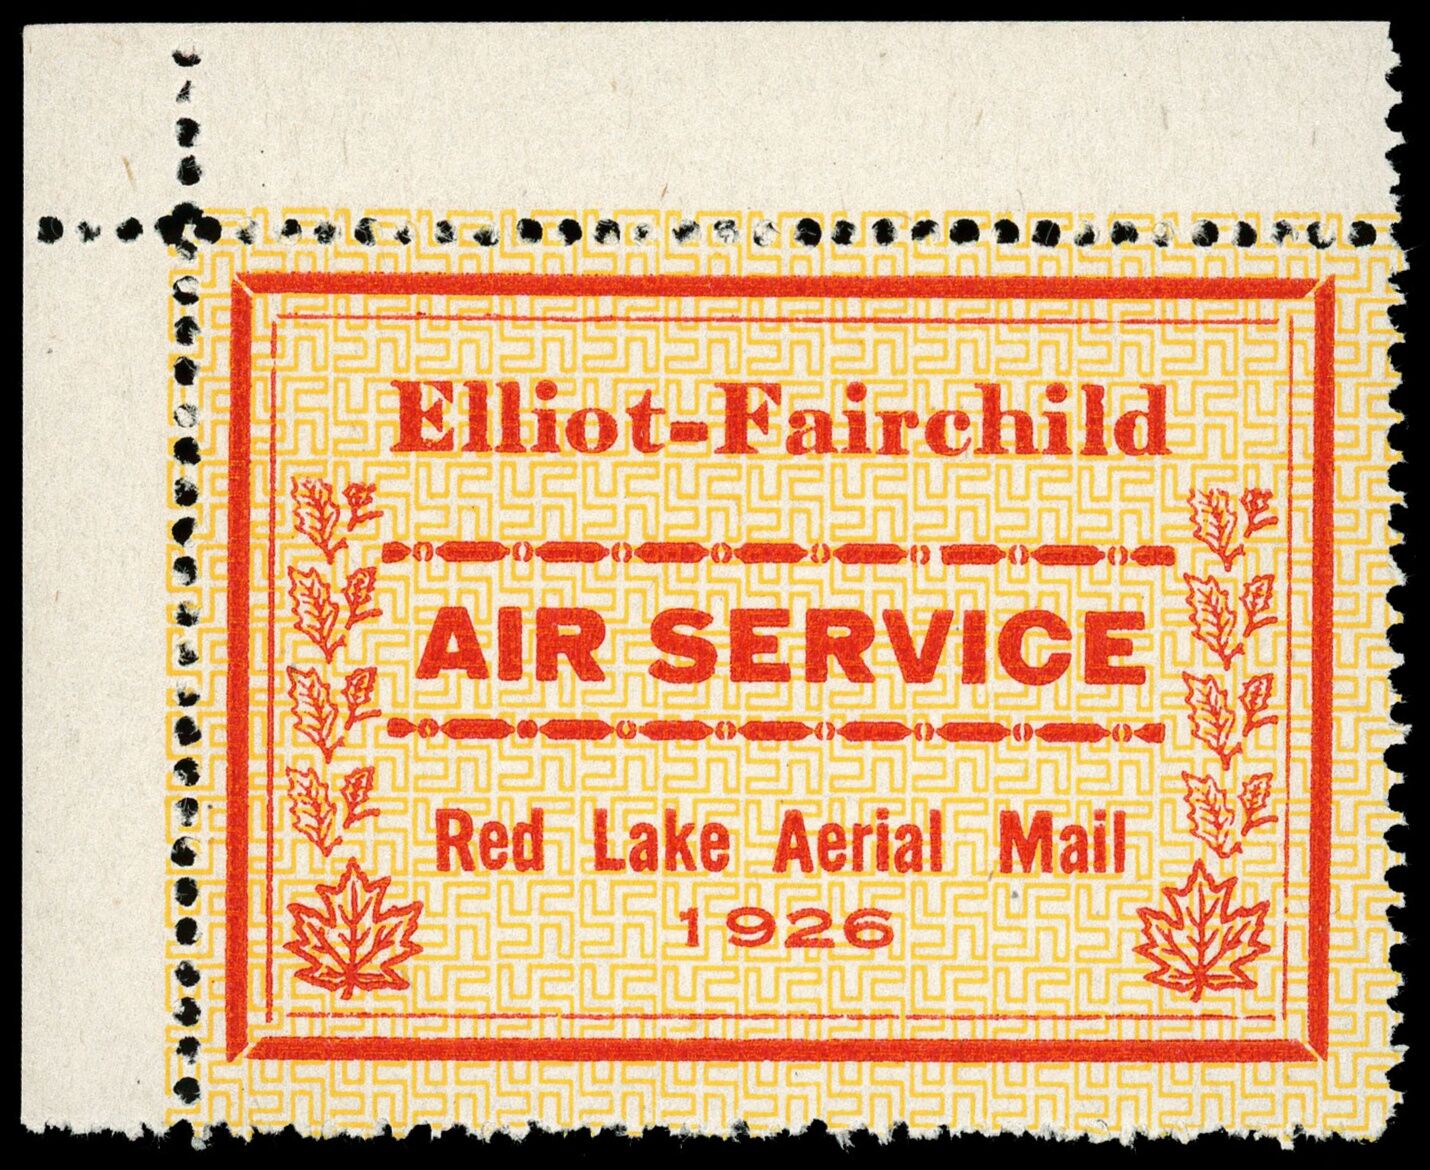 Elliot-Fairchild
AIR SERVICE
Red Lake Aerial Mail
1926